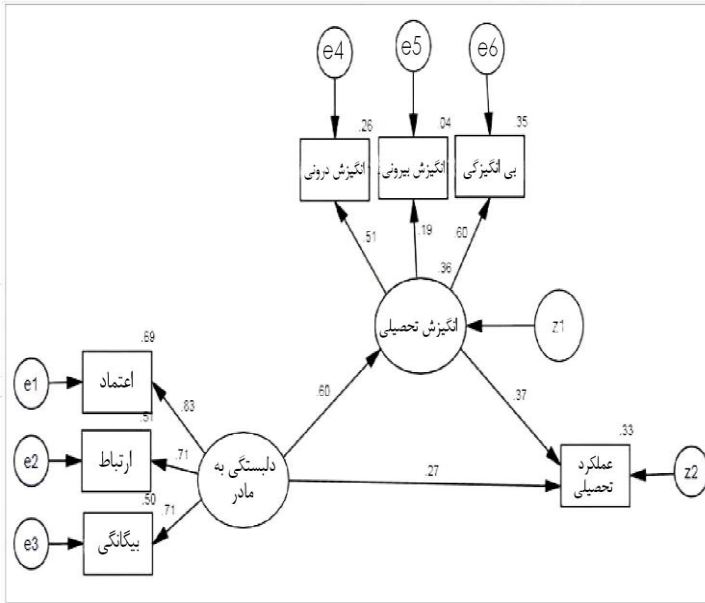 e4
e5
e6
.26
.04
.35
انگیزش درونی
انگیزش بیرونی
بی انگیزگی
.51
.19
.60
.36
انگیزش تحصیلی
z1
.69
e1
اعتماد
.83
.60
.37
.51
e2
ارتباط
.71
دلبستگی به
مادر
.27
.33
عملکرد
تحصیلی
z2
.50
.71
e3
بیگانگی